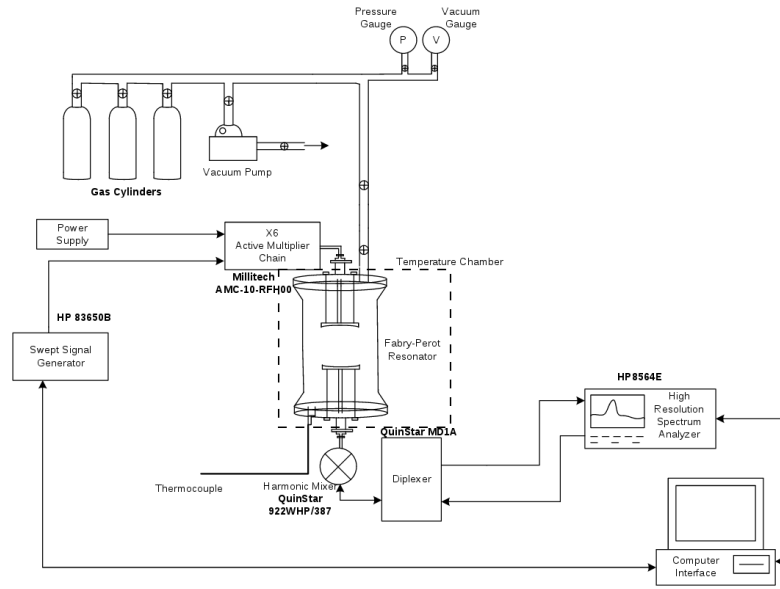 Pressure
Gauge
Vacuum
Gauge
P
V
Vacuum Pump
Gas Cylinders
Power
Supply
X6
Active Multiplier
Chain
Millitech
AMC-10-RFH00
Temperature Chamber
HP 83650B
Swept Signal
Generator
Fabry-Perot
Resonator
HP8564E
High
Resolution
Spectrum
Analyzer
QuinStar MD1A
Diplexer
Thermocouple
Harmonic Mixer
QuinStar
922WHP/387
Computer
Interface